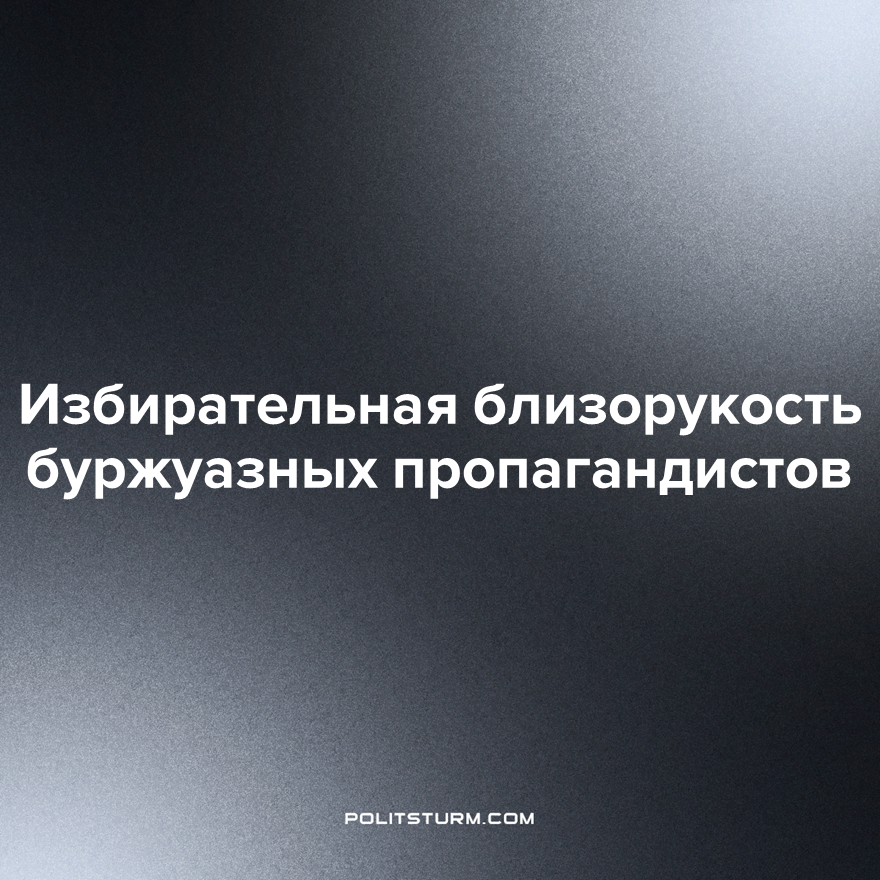 Избирательная близорукость
буржуазных пропагандистов
POLITSTURM.COM